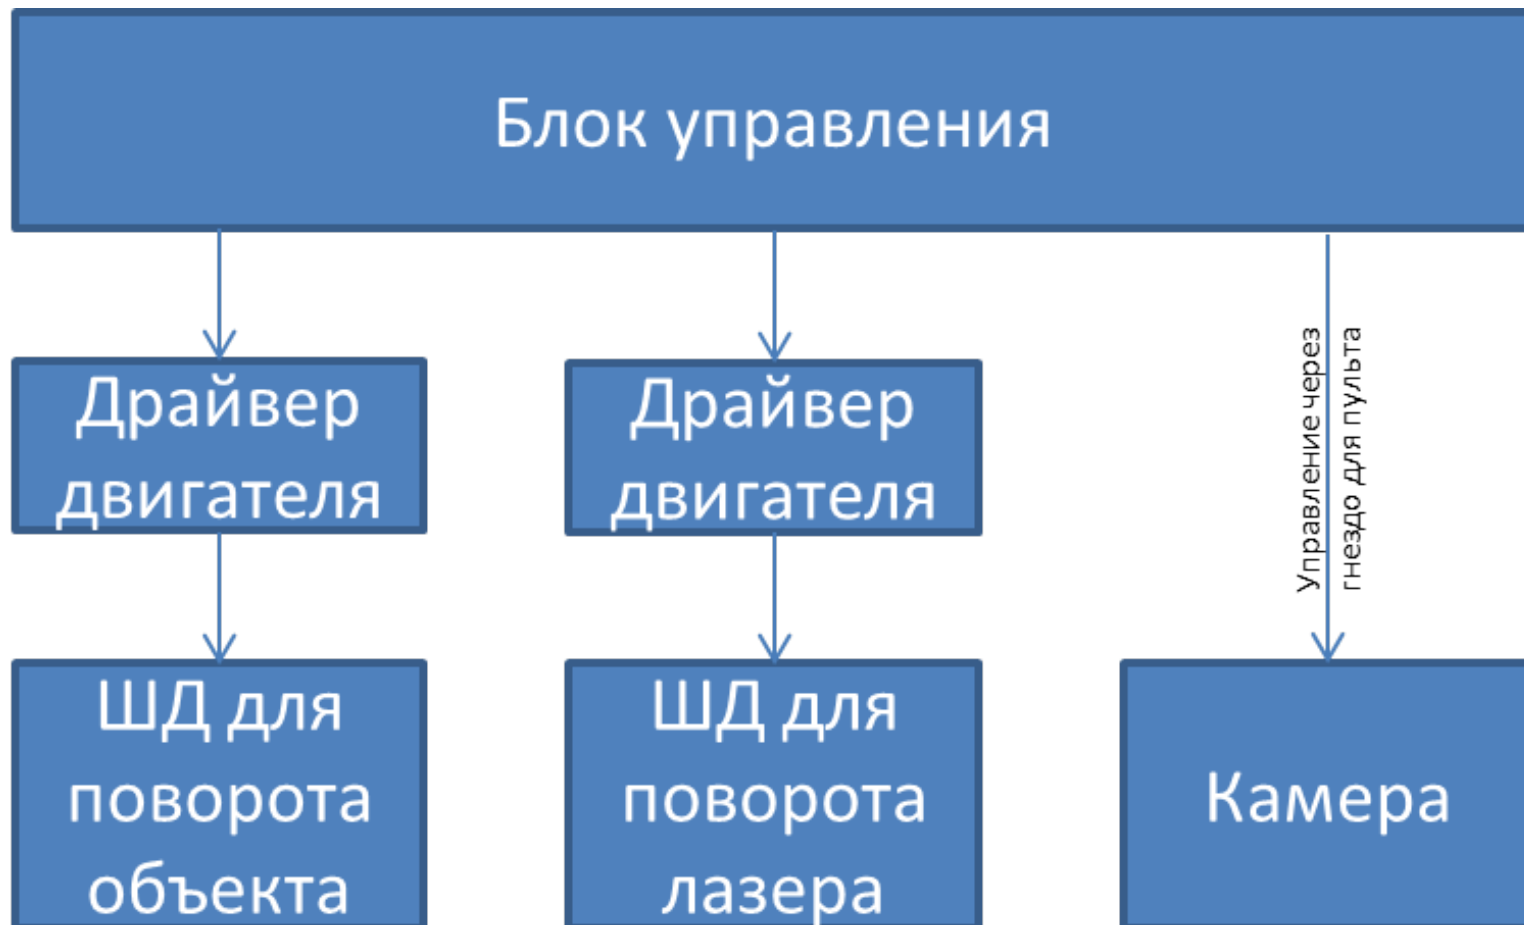 Блок управления
Драйвер
двигателя
Драйвер
двигателя
Управление через
гнездо для пульта
ШД для
поворота
объекта
ШД для
поворота
лазера
Камера